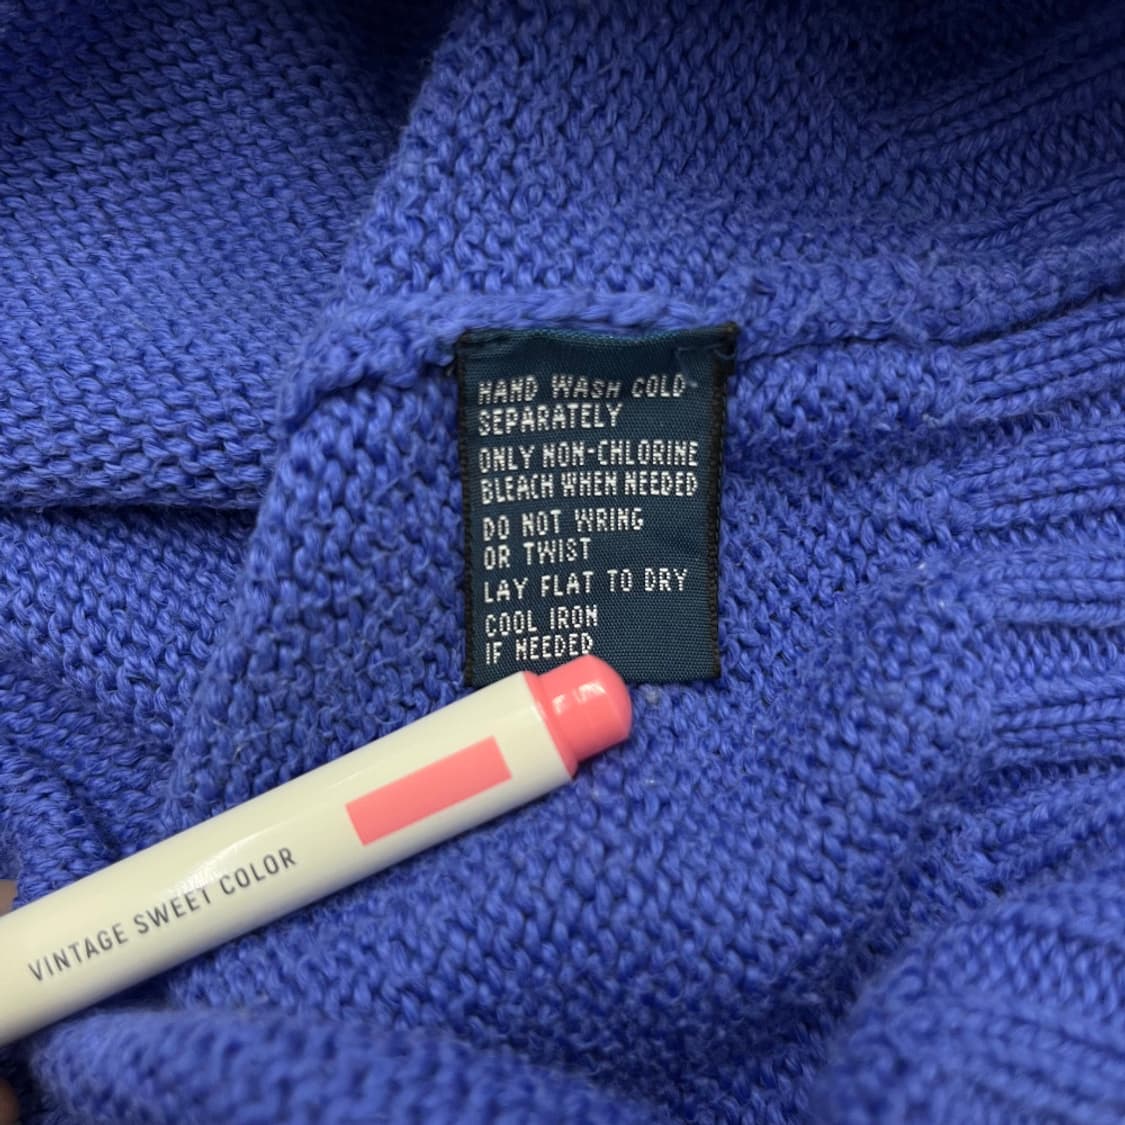 HAND WASH COLD
SEPARATELY
ONLY NON-CHLORINE
BLEACH WHEN NEEDED
DO NOT WRING
OR TWIST
LAY FLAT TO DRY
COOL IRON
IF NEEDED
VINTAGE SWEET COLOR